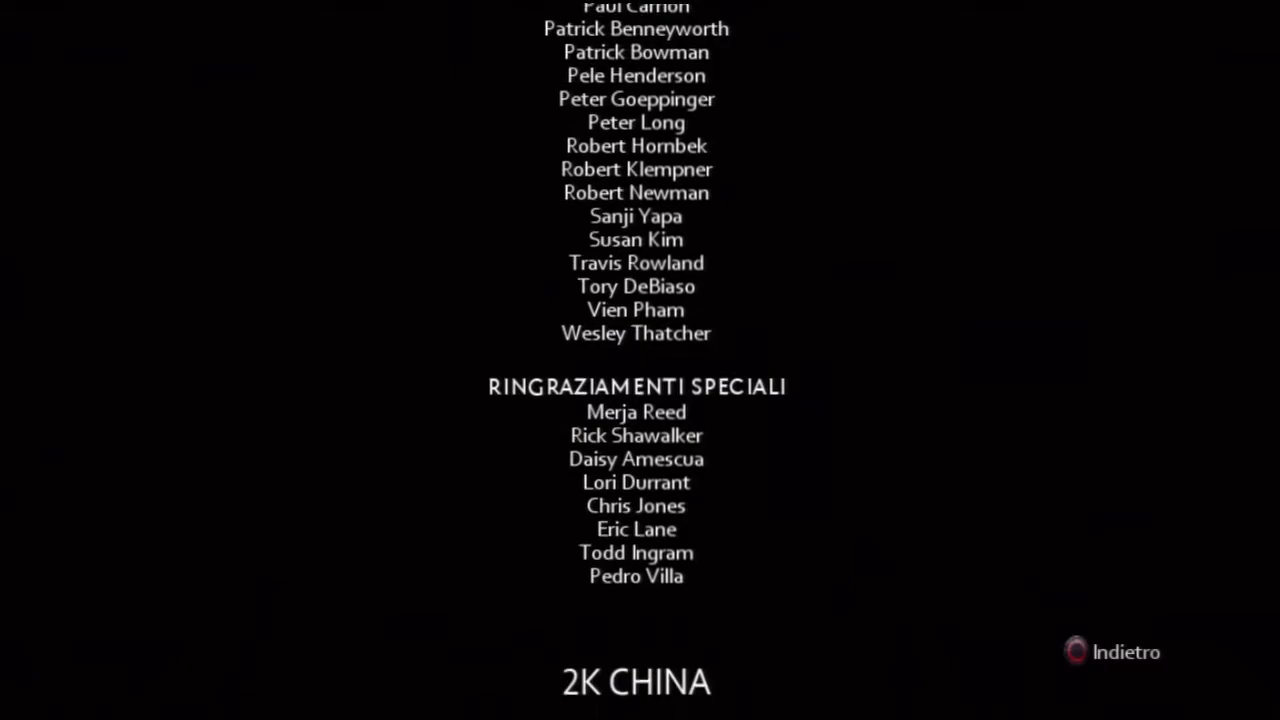 Patrick Benneyworth
Patrick Bowman
Pele Henderson
Peter Goeppinger
Peter Long
Robert Hornbek
Robert Klempner
Robert Newman
Sanji Yapa
Susan Kim
Travis Rowland
Tory DeBiaso
Vien Pham
Wesley Thatcher
RINGRAZIAMENTI SPECIALI
Merja Reed
Rick Shawalker
Daisy Amescua
Lori Durrant
Chris Jones
Eric Lane
Todd Ingram
Pedro Villa
Indietro
2K CHINA